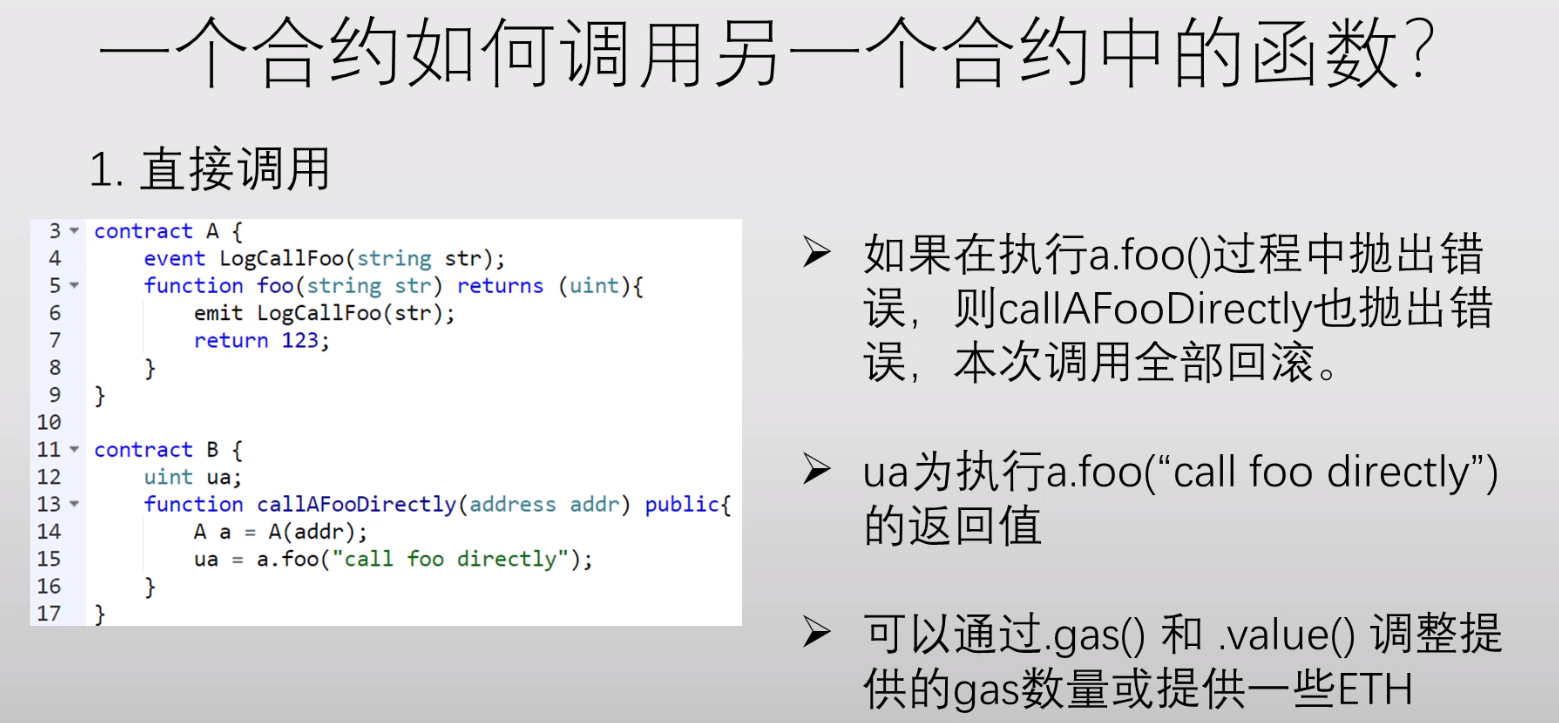 一个合约如何调用另一个合约中的函数？
1. 直接调用
3 contract A {
4     event LogCallFoo(string str);
5     function foo(string str) returns (uint){
6         emit LogCallFoo(str);
7         return 123;
8     }
9 }
10
11 contract B {
12     uint ua;
13     function callAFooDirectly(address addr) public{
14         A a = A(addr);
15         ua = a.foo("call foo directly");
16     }
17 }
➢ 如果在执行a.foo()过程中抛出错
误，则callAFooDirectly也抛出错
误，本次调用全部回滚。
➢ ua为执行a.foo(“call foo directly”)
的返回值
➢ 可以通过.gas() 和 .value() 调整提
供的gas数量或提供一些ETH